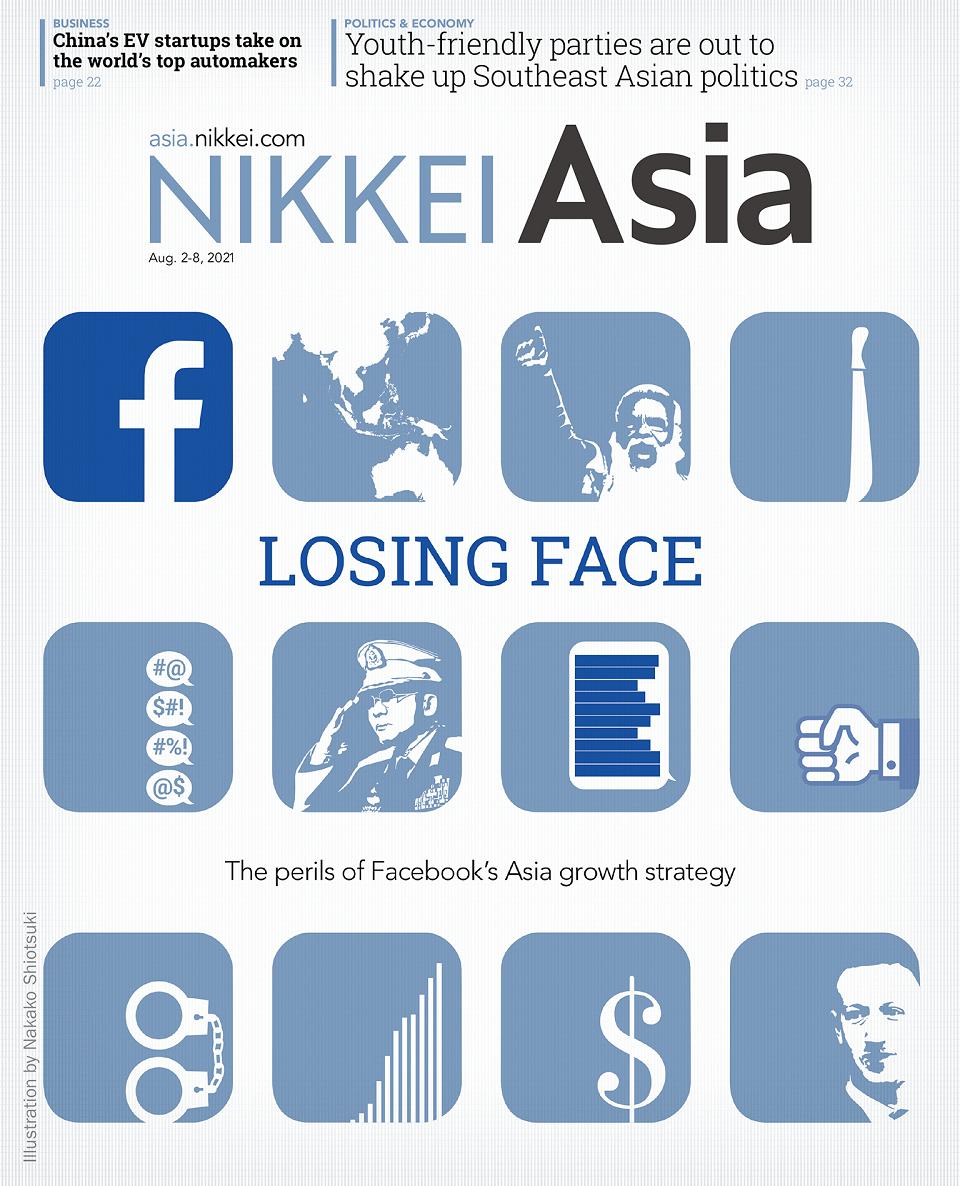 BUSINESS
China's EV startups take on
the world's top automakers
page 22
POLITICS & ECONOMY
Youth-friendly parties are out to
shake up Southeast Asian politics page 32
asia.nikkei.com
NIKKEI Asia
Aug. 2-8, 2021
f
LOSING FACE
#@
$#!
#%!
@$
The perils of Facebook's Asia growth strategy
$
Illustration by Nakako Shiotsuki